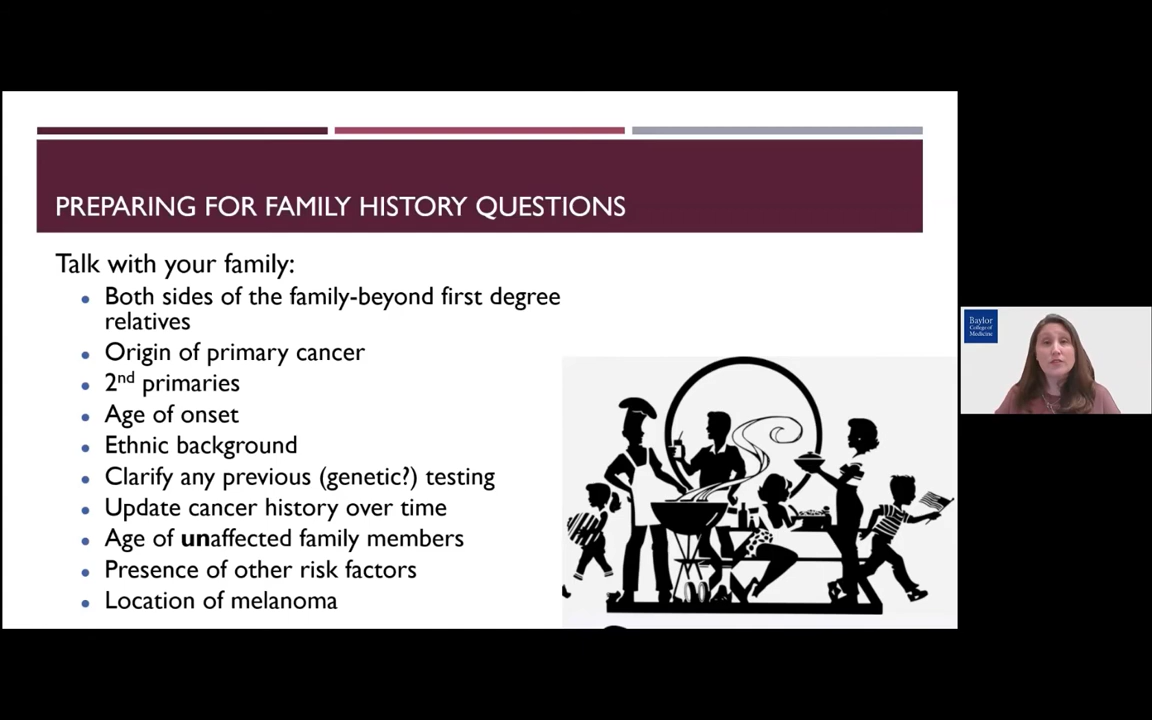 PREPARING FOR FAMILY HISTORY QUESTIONS
Talk with your family:
• Both sides of the family-beyond first degree
relatives
• Origin of primary cancer
• 2nd primaries
• Age of onset
• Ethnic background
• Clarify any previous (genetic?) testing
• Update cancer history over time
• Age of unaffected family members
• Presence of other risk factors
• Location of melanoma
Baylor
College of
Medicine